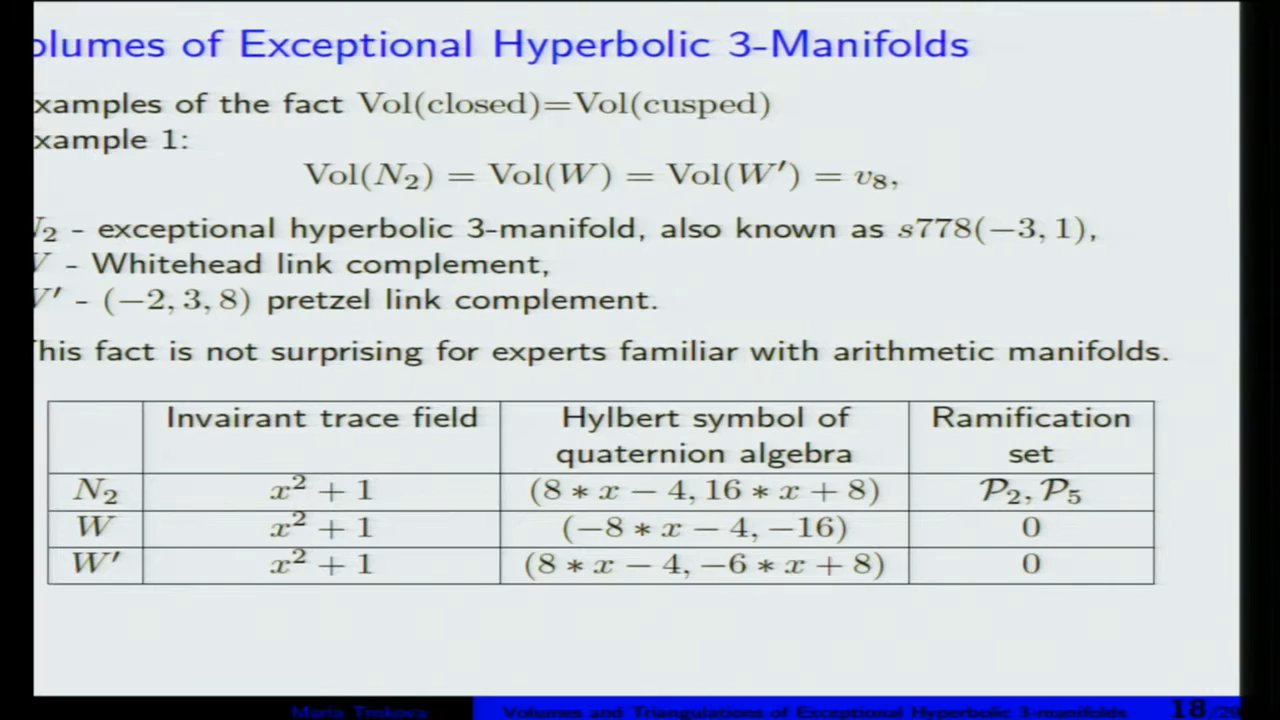 olumes of Exceptional Hyperbolic 3-Manifolds
xamples of the fact Vol(closed)=Vol(cusped)
xample 1:
Vol(N₂) = Vol(W) = Vol(W′) = v₈,
N₂ - exceptional hyperbolic 3-manifold, also known as s778(−3, 1),
W - Whitehead link complement,
W′ - (−2, 3, 8) pretzel link complement.
This fact is not surprising for experts familiar with arithmetic manifolds.
Invairant trace field Hylbert symbol of quaternion algebra Ramification set
N₂ x² + 1 (8 ∗ x − 4, 16 ∗ x + 8) P₂, P₅
W x² + 1 (−8 ∗ x − 4, −16) 0
W′ x² + 1 (8 ∗ x − 4, −6 ∗ x + 8) 0
Maria Trnkova Volumes and Triangulations of Exceptional Hyperbolic 3-manifolds 18/20